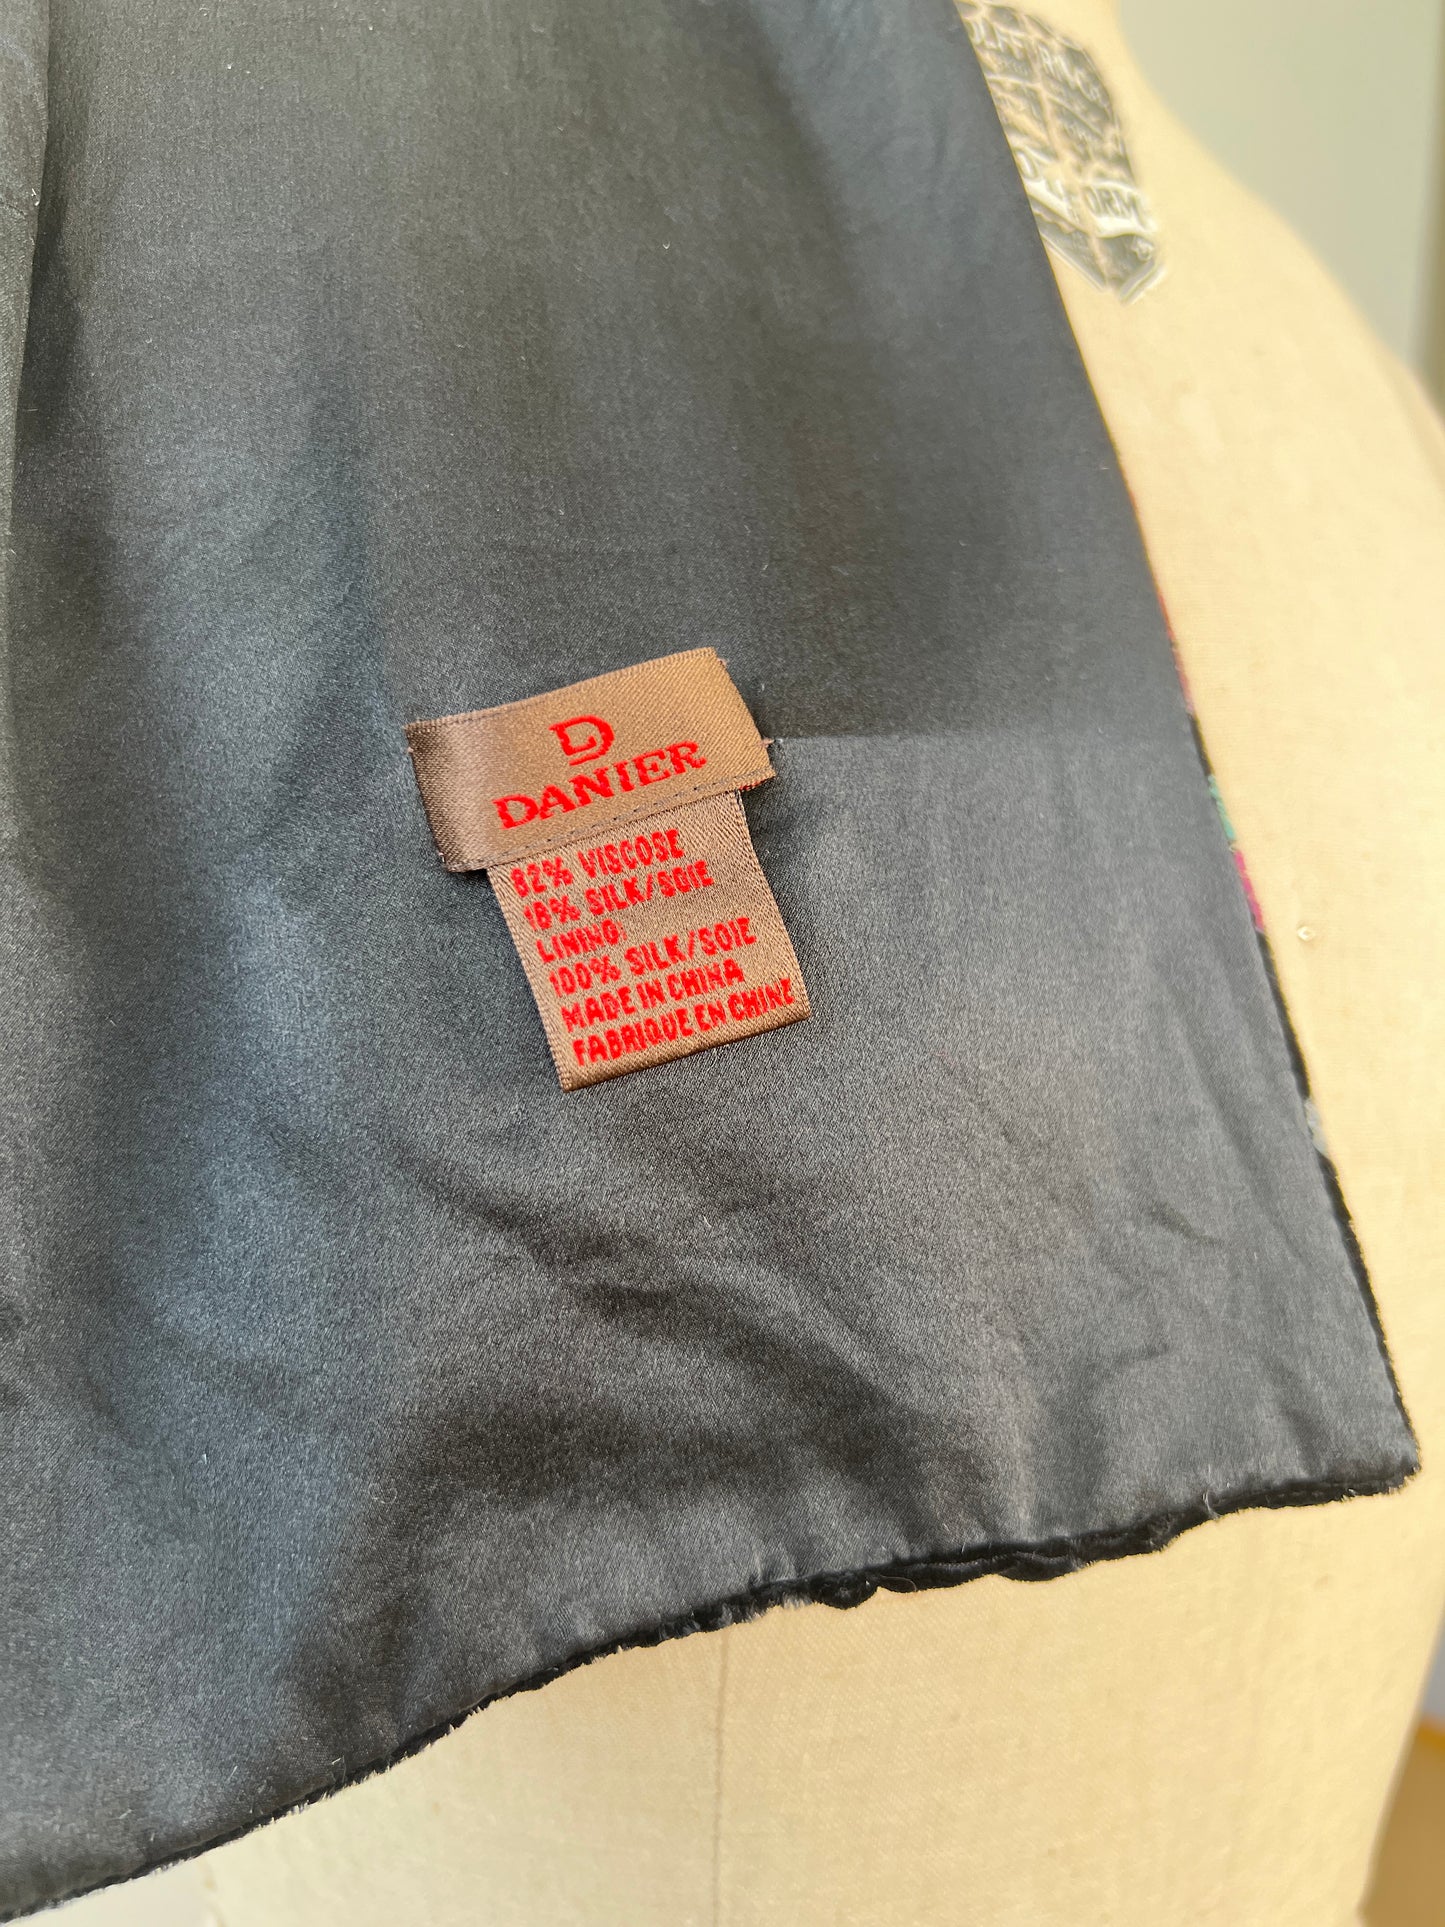 D
DANIER
82% VISCOSE
18% SILK/SOIE
LINING:
100% SILK/SOIE
MADE IN CHINA
FABRIQUE EN CHINE